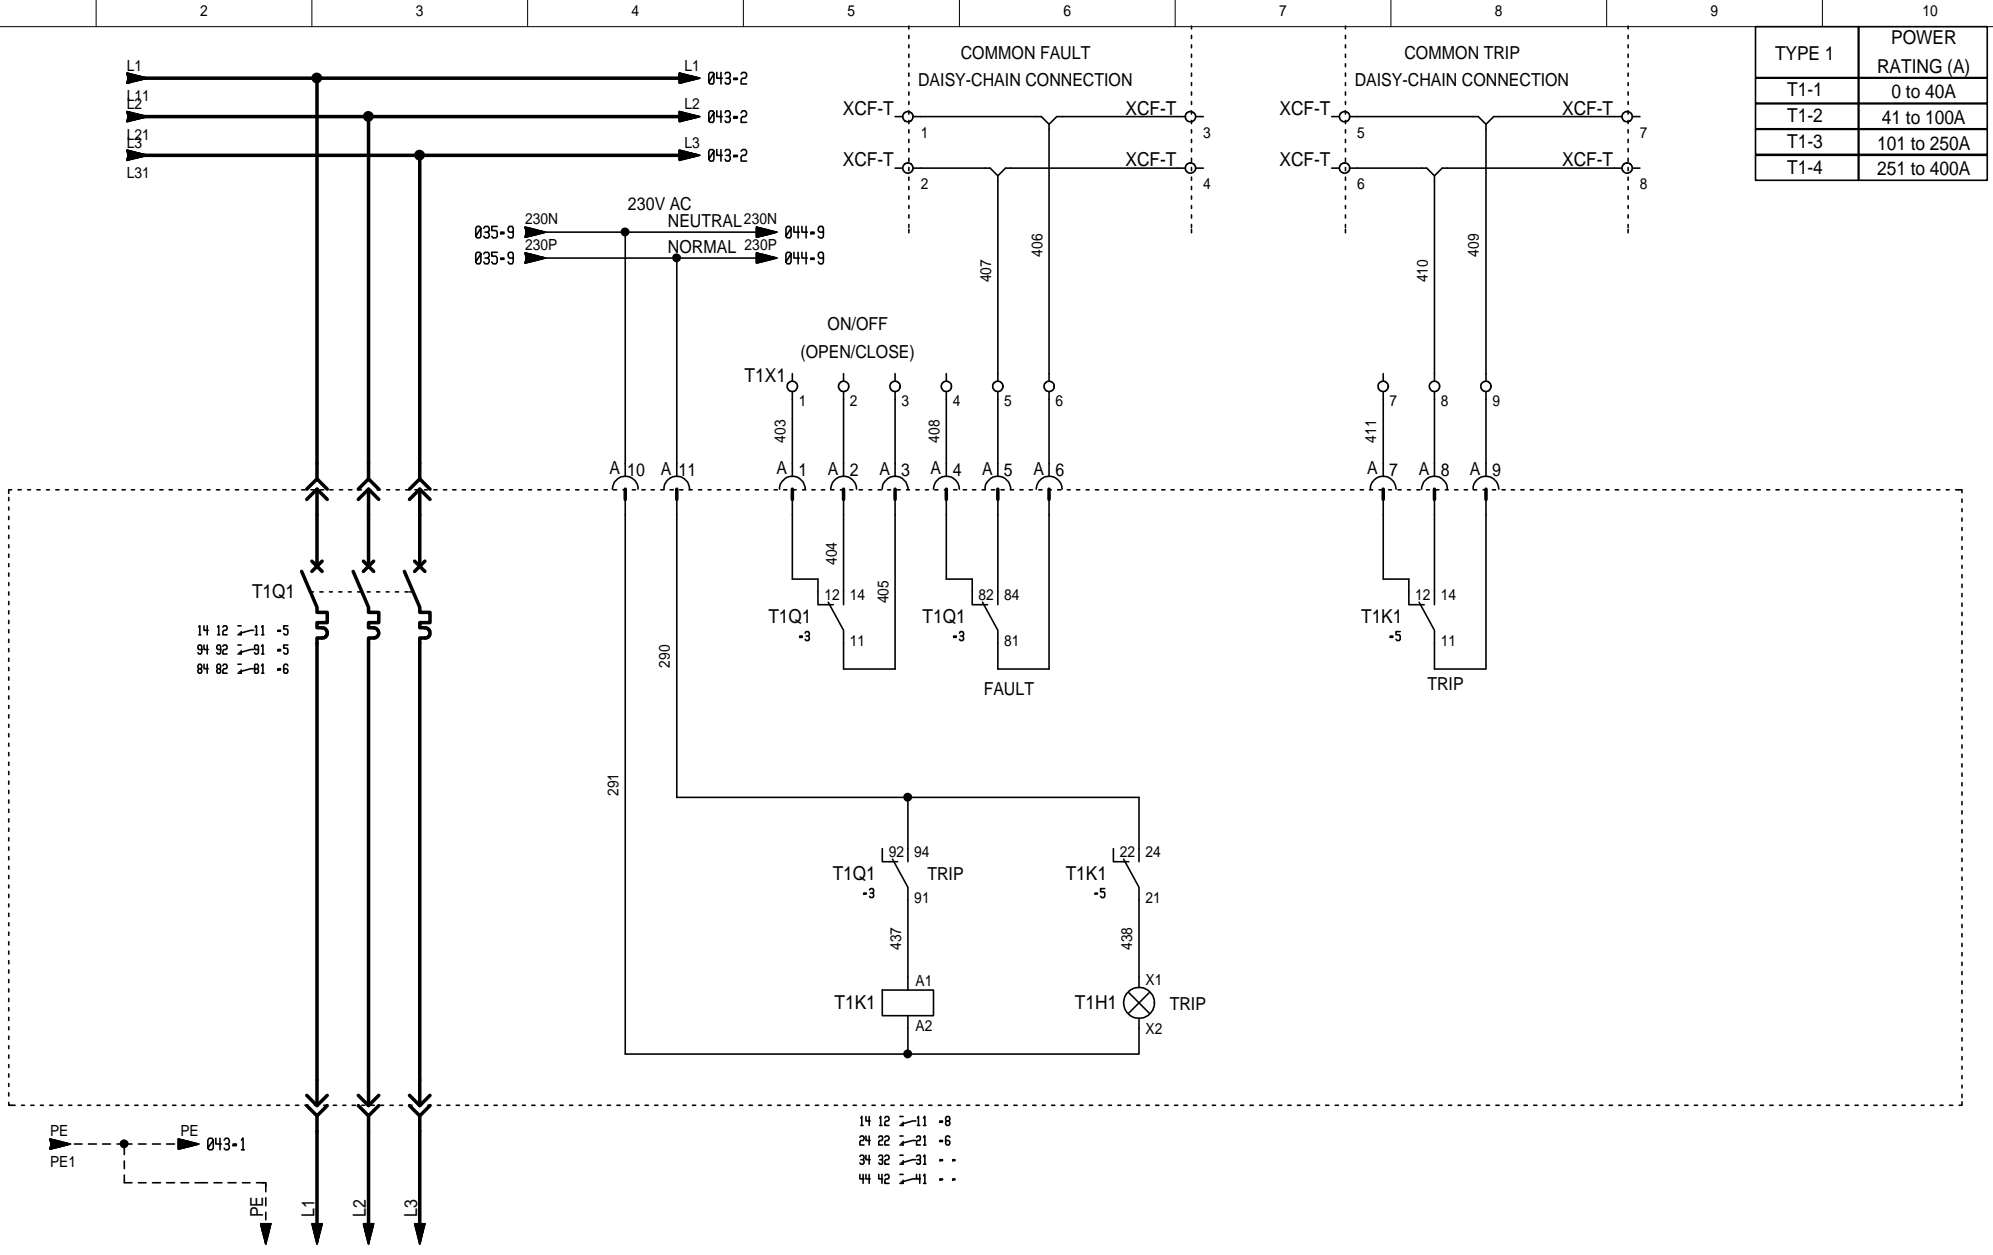 2 3 4 5 6 7 8 9 10
COMMON FAULT
DAISY-CHAIN CONNECTION
COMMON TRIP
DAISY-CHAIN CONNECTION
TYPE 1 POWER RATING (A)
T1-1 0 to 40A
T1-2 41 to 100A
T1-3 101 to 250A
T1-4 251 to 400A
L1 L1 043-2
L11
L2 L2 043-2
L21
L3 L3 043-2
L31
XCF-T 1 XCF-T 3
XCF-T 2 XCF-T 4
XCF-T 5 XCF-T 7
XCF-T 6 XCF-T 8
230V AC
035-9 230N NEUTRAL 230N 044-9
035-9 230P NORMAL 230P 044-9
407 406 410 409
ON/OFF
(OPEN/CLOSE)
T1X1 1 2 3 4 5 6 7 8 9
403 408 411
A 10 A 11 A 1 A 2 A 3 A 4 A 5 A 6 A 7 A 8 A 9
T1Q1
14 12 11 -5
94 92 91 -5
84 82 81 -6
404 405
12 14
T1Q1
-3
11
82 84
T1Q1
-3
81
FAULT
12 14
T1K1
-5
11
TRIP
290
291
92 94
T1Q1 TRIP
-3
91
22 24
T1K1
-5
21
437 438
A1
T1K1
A2
X1
T1H1 TRIP
X2
14 12 11 -8
24 22 21 -6
34 32 31 - -
44 42 41 - -
PE PE 043-1
PE1
PE L1 L2 L3